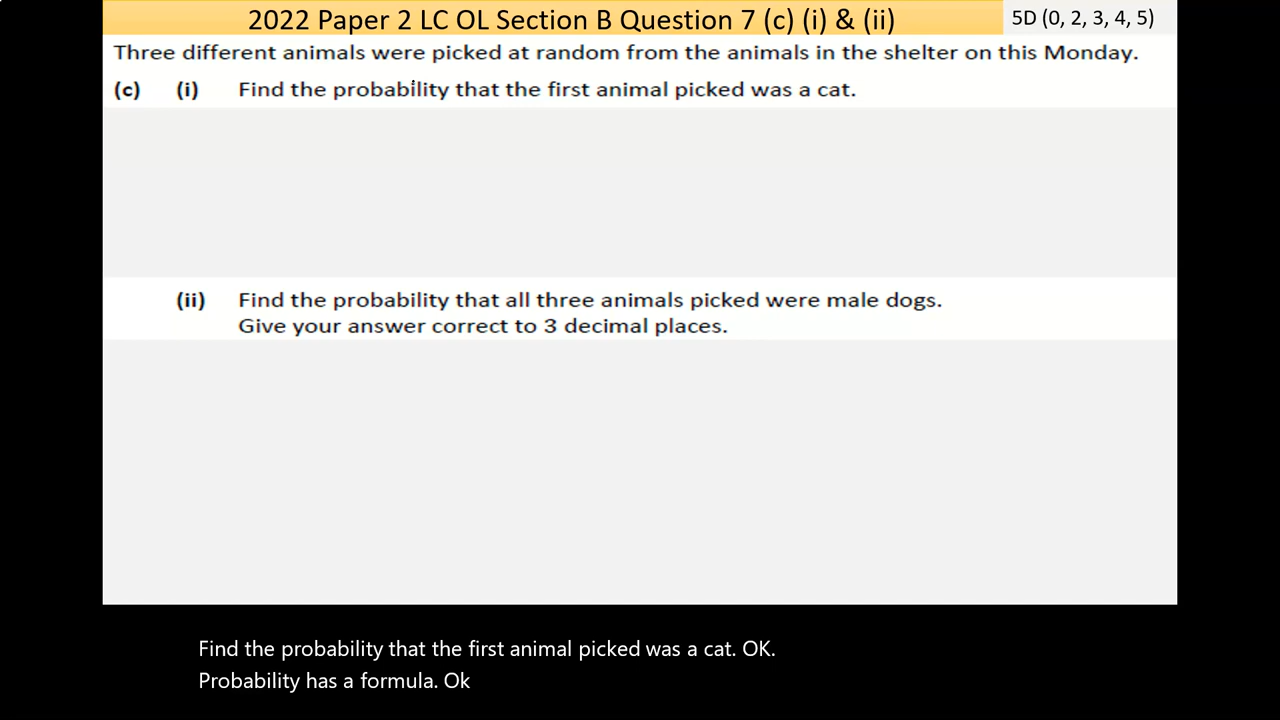 2022 Paper 2 LC OL Section B Question 7 (c) (i) & (ii)
5D (0, 2, 3, 4, 5)
Three different animals were picked at random from the animals in the shelter on this Monday.
(c) (i) Find the probability that the first animal picked was a cat.
(ii) Find the probability that all three animals picked were male dogs.
Give your answer correct to 3 decimal places.
Find the probability that the first animal picked was a cat. OK.
Probability has a formula. Ok